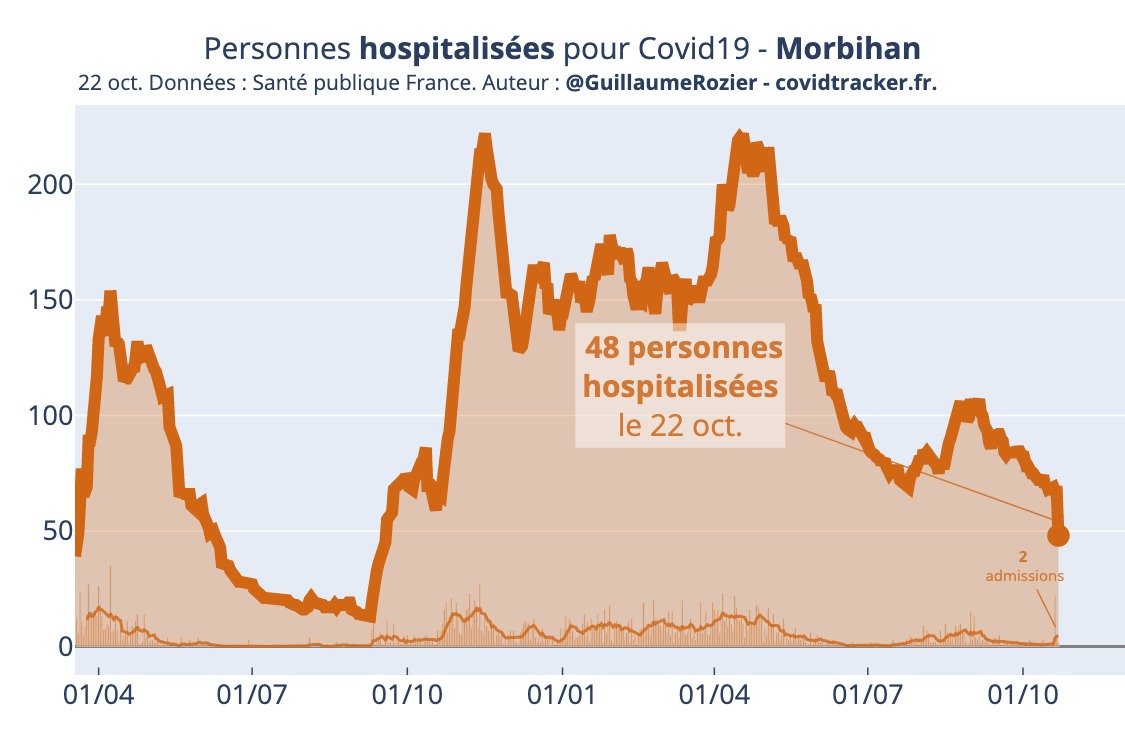 Personnes hospitalisées pour Covid19 - Morbihan
22 oct. Données : Santé publique France. Auteur : @GuillaumeRozier - covidtracker.fr.
200
150
100
50
0
48 personnes
hospitalisées
le 22 oct.
2
admissions
01/04
01/07
01/10
01/01
01/04
01/07
01/10